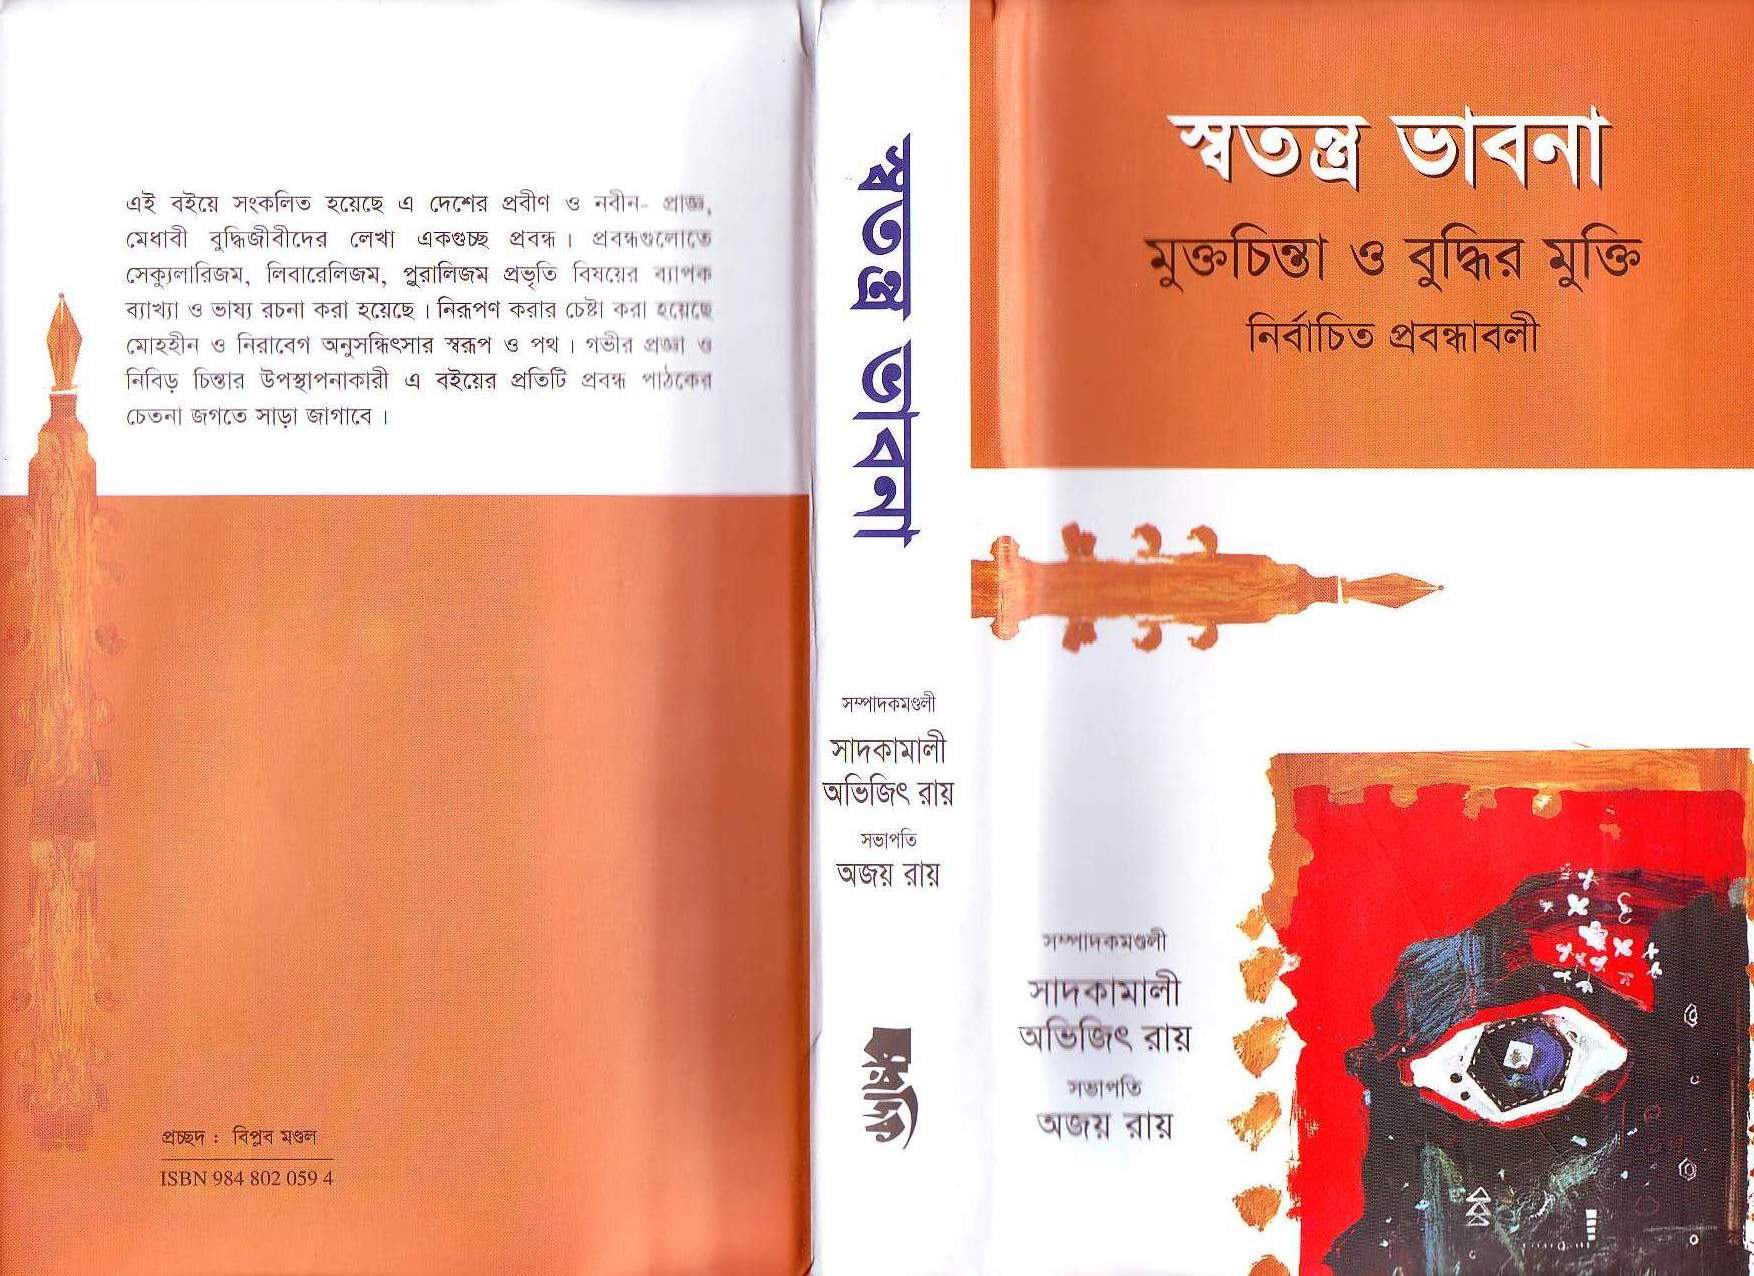 এই বইয়ে সংকলিত হয়েছে এ দেশের প্রবীণ ও নবীন- প্রাজ্ঞ,
মেধাবী বুদ্ধিজীবীদের লেখা একগুচ্ছ প্রবন্ধ। প্রবন্ধগুলোতে
সেক্যুলারিজম, লিবারেলিজম, প্লুরালিজম প্রভৃতি বিষয়ের ব্যাপক
ব্যাখ্যা ও ভাষ্য রচনা করা হয়েছে। নিরূপণ করার চেষ্টা করা হয়েছে
মোহহীন ও নিরাবেগ অনুসন্ধিৎসার স্বরূপ ও পথ। গভীর প্রজ্ঞা ও
নিবিড় চিন্তার উপস্থাপনাকারী এ বইয়ের প্রতিটি প্রবন্ধ পাঠকের
চেতনা জগতে সাড়া জাগাবে।
প্রচ্ছদ : বিপ্লব মণ্ডল
ISBN 984 802 059 4
স্বতন্ত্র ভাবনা
সম্পাদকমণ্ডলী
সাদকামালী
অভিজিৎ রায়
সভাপতি
অজয় রায়
স্বতন্ত্র ভাবনা
মুক্তচিন্তা ও বুদ্ধির মুক্তি
নির্বাচিত প্রবন্ধাবলী
সম্পাদকমণ্ডলী
সাদকামালী
অভিজিৎ রায়
সভাপতি
অজয় রায়